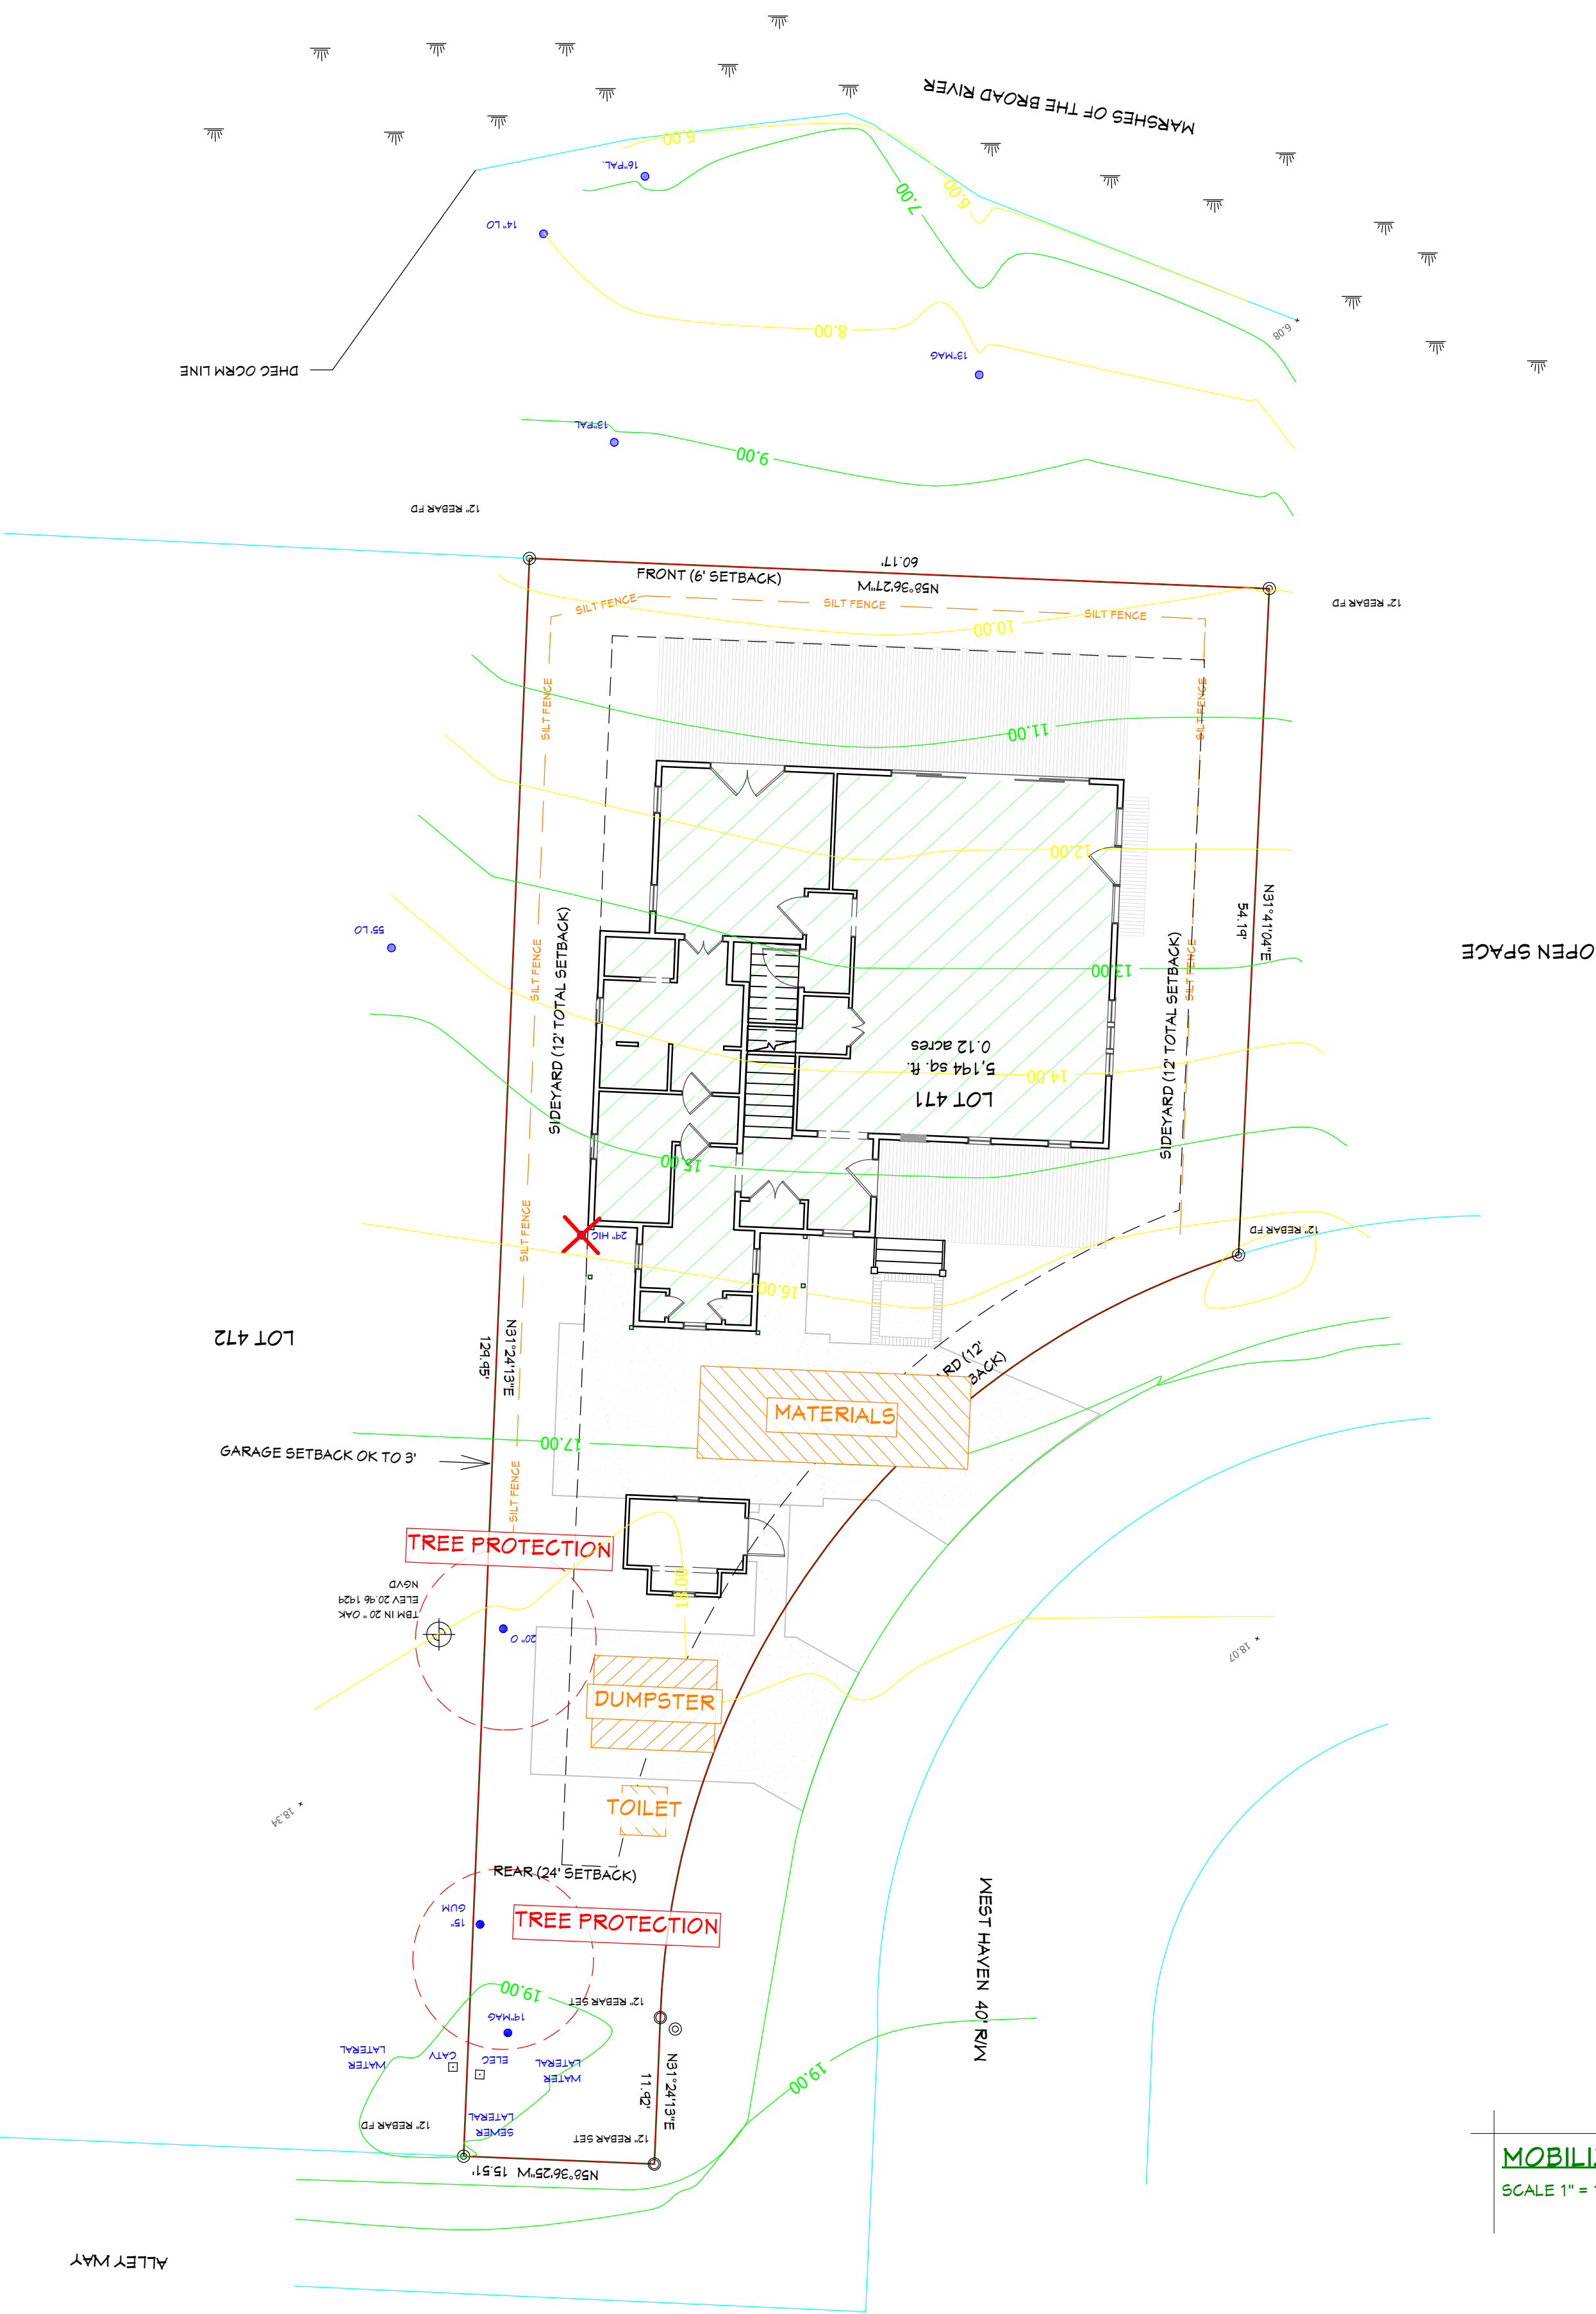 MARSHES OF THE BROAD RIVER
6.00
16"PAL.
7.00
6.00
14" LO
6.08
8.00
13"MAG
DHEC OCRM LINE
13"PAL
9.00
12" REBAR FD
60.17'
FRONT (6' SETBACK)
N58°36'27"W
12" REBAR FD
SILT FENCE
SILT FENCE
SILT FENCE
10.00
SILT FENCE
SILT FENCE
11.00
12.00
55" LO
SILT FENCE
SIDEYARD (12' TOTAL SETBACK)
13.00
SILT FENCE
SIDEYARD (12' TOTAL SETBACK)
54.19'
N31°41'04"E
OPEN SPACE
LOT 471
5,194 sq. ft.
0.12 acres
14.00
15.00
SILT FENCE
29" HIC
12" REBAR FD
16.00
LOT 472
129.95'
N31°24'13"E
ARD (12'
BACK)
MATERIALS
17.00
GARAGE SETBACK OK TO 3'
SILT FENCE
TREE PROTECTION
TBM IN 20" OAK
ELEV 20.96 1929
NGVD
18.00
20" O
18.07
DUMPSTER
TOILET
18.34
REAR (24' SETBACK)
15"
GUM
TREE PROTECTION
WEST HAVEN 40' R/W
19.00
12" REBAR SET
19"MAG
WATER
LATERAL
CATV
ELEC
WATER
LATERAL
11.92'
N31°24'13"E
19.00
12" REBAR FD
SEWER
LATERAL
12" REBAR SET
N58°36'25"W 15.51'
MOBILI
SCALE 1" =
ALLEY WAY